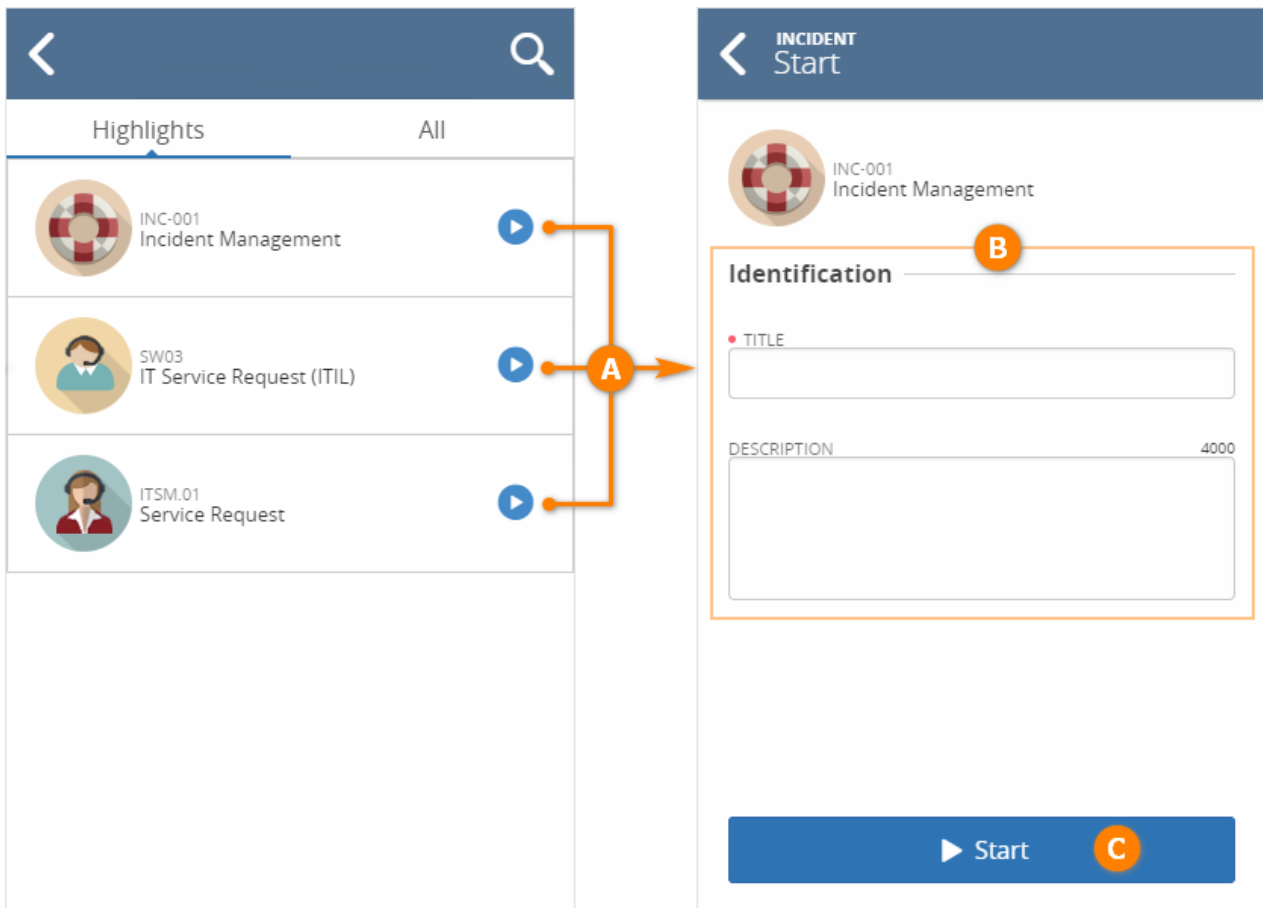 Highlights
All
INC-001
Incident Management
SW03
IT Service Request (ITIL)
ITSM.01
Service Request
A
INCIDENT
Start
INC-001
Incident Management
B
Identification
TITLE
DESCRIPTION
4000
Start
C